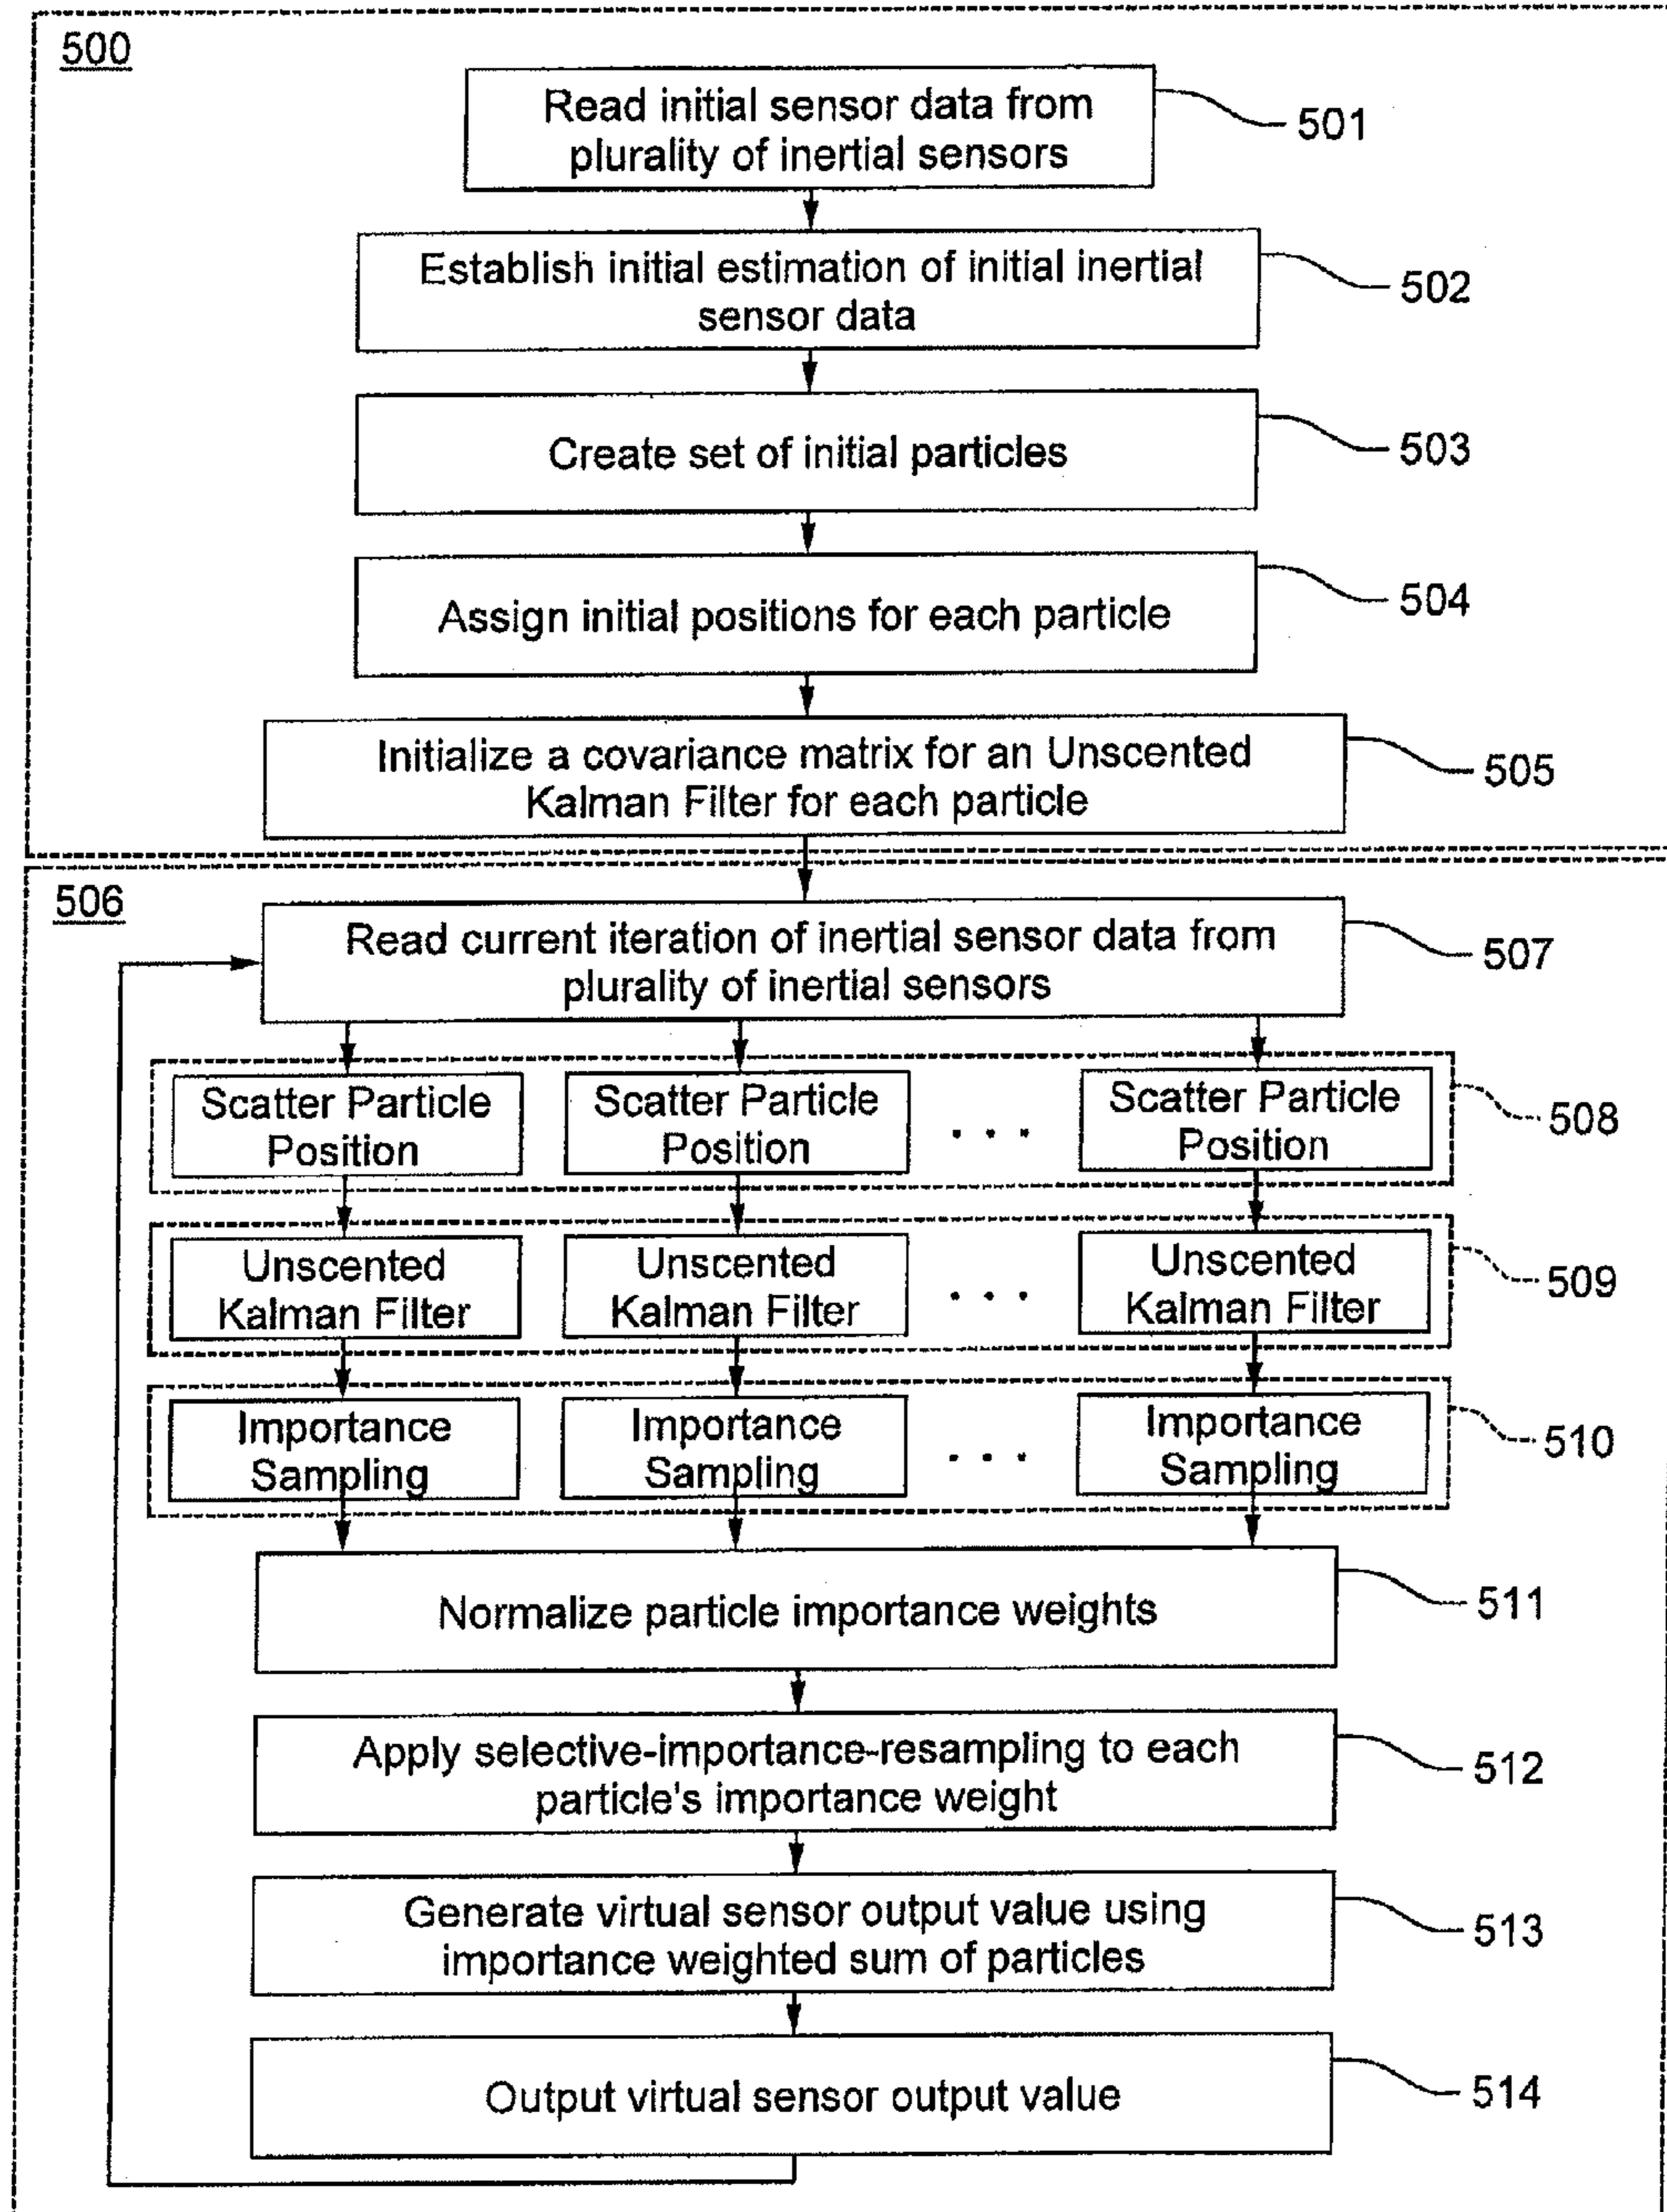 500
Read initial sensor data from
plurality of inertial sensors
501
Establish initial estimation of initial inertial
sensor data
502
Create set of initial particles
503
Assign initial positions for each particle
504
Initialize a covariance matrix for an Unscented
Kalman Filter for each particle
505
506
Read current iteration of inertial sensor data from
plurality of inertial sensors
507
Scatter Particle
Position
Scatter Particle
Position
. . .
Scatter Particle
Position
508
Unscented
Kalman Filter
Unscented
Kalman Filter
. . .
Unscented
Kalman Filter
509
Importance
Sampling
Importance
Sampling
. . .
Importance
Sampling
510
Normalize particle importance weights
511
Apply selective-importance-resampling to each
particle's importance weight
512
Generate virtual sensor output value using
importance weighted sum of particles
513
Output virtual sensor output value
514